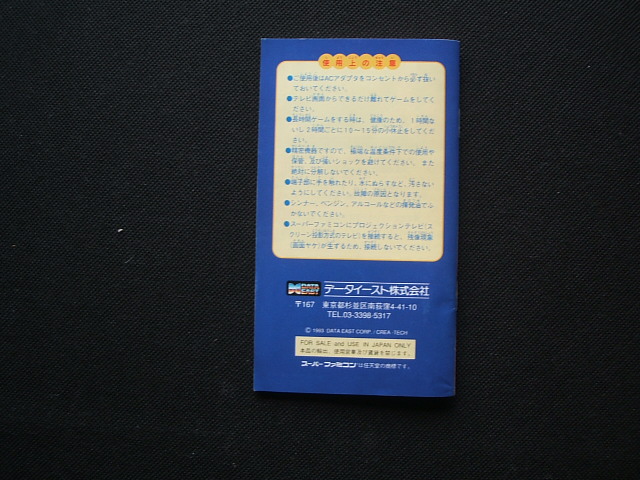 使用上の注意
●ご使用後はACアダプタをコンセントから必ず抜い
ておいてください。
●テレビ画面からできるだけ離れてゲームをしてく
ださい。
●長時間ゲームをする時は、健康のため、1時間な
いし2時間ごとに10〜15分の小休止をしてくだ
さい。
●精密機器ですので、極端な温度条件下での使用や
保管、及び強いショックを避けてください。また
絶対に分解しないでください。
●端子部に手を触れたり、水にぬらすなど、汚さない
ようにしてください。故障の原因となります。
●シンナー、ベンジン、アルコールなどの揮発油でふ
かないでください。
●スーパーファミコンにプロジェクションテレビ(ス
クリーン投影方式のテレビ)を接続すると、残像現象
(画面ヤケ)が生ずるため、接続しないでください。
DATA EAST データイースト株式会社
〒167 東京都杉並区南荻窪4-41-10
TEL.03-3398-5317
© 1993 DATA EAST CORP. / CREA-TECH
FOR SALE and USE IN JAPAN ONLY
本品の輸出、使用営業及び賃貸を禁じます。
スーパーファミコンは任天堂の商標です。